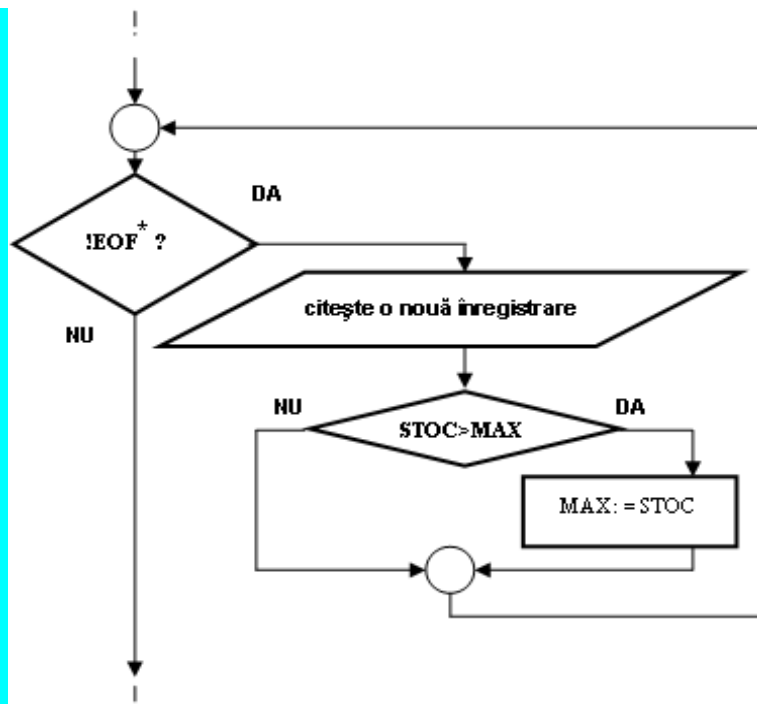 DA
!EOF* ?
citeşte o nouă înregistrare
NU
NU
DA
STOC>MAX
MAX: = STOC